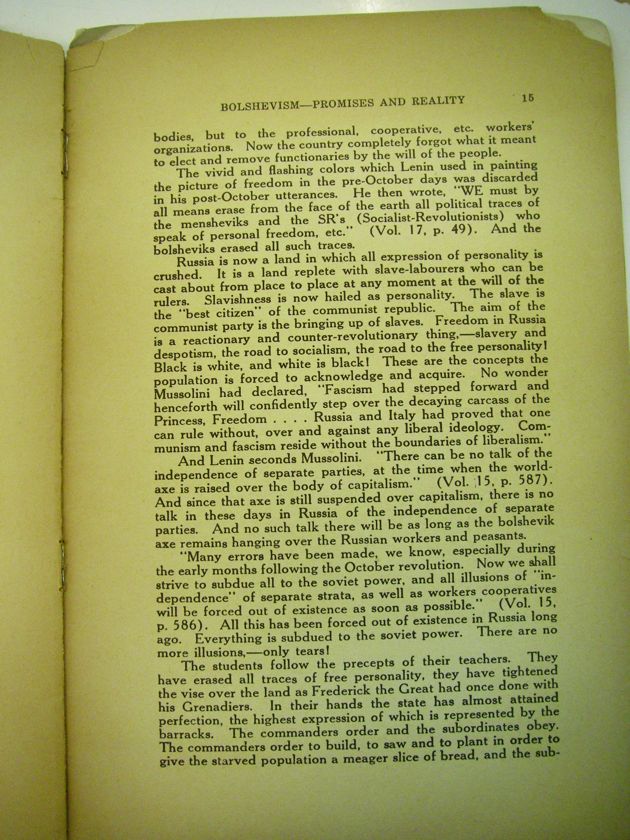 BOLSHEVISM—PROMISES AND REALITY 15
bodies, but to the professional, cooperative, etc. workers'
organizations. Now the country completely forgot what it meant
to elect and remove functionaries by the will of the people.
The vivid and flashing colors which Lenin used in painting
the picture of freedom in the pre-October days was discarded
in his post-October utterances. He then wrote, "WE must by
all means erase from the face of the earth all political traces of
the mensheviks and the SR's (Socialist-Revolutionists) who
speak of personal freedom, etc." (Vol. 17, p. 49). And the
bolsheviks erased all such traces.
Russia is now a land in which all expression of personality is
crushed. It is a land replete with slave-labourers who can be
cast about from place to place at any moment at the will of the
rulers. Slavishness is now hailed as personality. The slave is
the "best citizen" of the communist republic. The aim of the
communist party is the bringing up of slaves. Freedom in Russia
is a reactionary and counter-revolutionary thing,—slavery and
despotism, the road to socialism, the road to the free personality!
Black is white, and white is black! These are the concepts the
population is forced to acknowledge and acquire. No wonder
Mussolini had declared, "Fascism had stepped forward and
henceforth will confidently step over the decaying carcass of the
Princess, Freedom . . . . Russia and Italy had proved that one
can rule without, over and against any liberal ideology. Com-
munism and fascism reside without the boundaries of liberalism."
And Lenin seconds Mussolini. "There can be no talk of the
independence of separate parties, at the time when the world-
axe is raised over the body of capitalism." (Vol. 15, p. 587).
And since that axe is still suspended over capitalism, there is no
talk in these days in Russia of the independence of separate
parties. And no such talk there will be as long as the bolshevik
axe remains hanging over the Russian workers and peasants.
"Many errors have been made, we know, especially during
the early months following the October revolution. Now we shall
strive to subdue all to the soviet power, and all illusions of "in-
dependence" of separate strata, as well as workers cooperatives
will be forced out of existence as soon as possible." (Vol. 15,
p. 586). All this has been forced out of existence in Russia long
ago. Everything is subdued to the soviet power. There are no
more illusions,—only tears!
The students follow the precepts of their teachers. They
have erased all traces of free personality, they have tightened
the vise over the land as Frederick the Great had once done with
his Grenadiers. In their hands the state has almost attained
perfection, the highest expression of which is represented by the
barracks. The commanders order and the subordinates obey.
The commanders order to build, to saw and to plant in order to
give the starved population a meager slice of bread, and the sub-